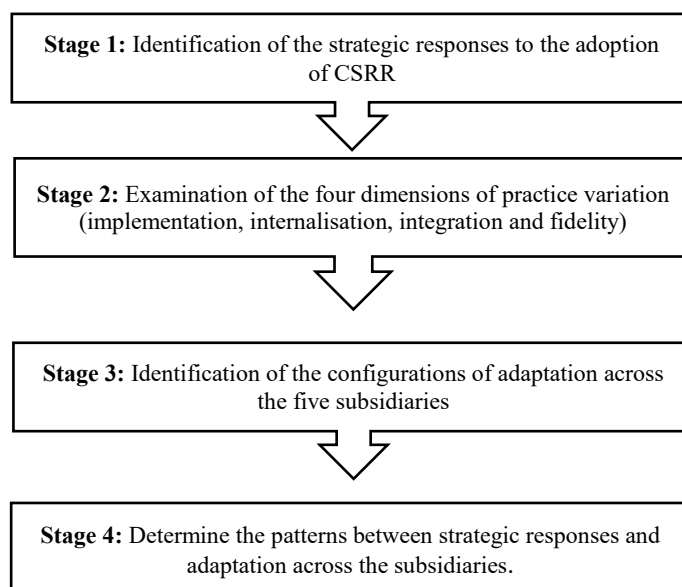 Stage 1: Identification of the strategic responses to the adoption
of CSRR
Stage 2: Examination of the four dimensions of practice variation
(implementation, internalisation, integration and fidelity)
Stage 3: Identification of the configurations of adaptation across
the five subsidiaries
Stage 4: Determine the patterns between strategic responses and
adaptation across the subsidiaries.